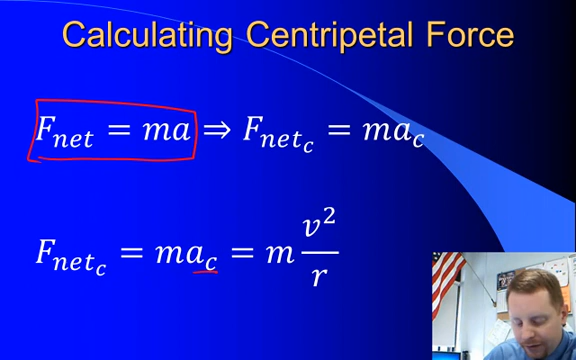 Calculating Centripetal Force
F_net = ma ⇒ F_net_c = ma_c
F_net_c = ma_c = m v²/r